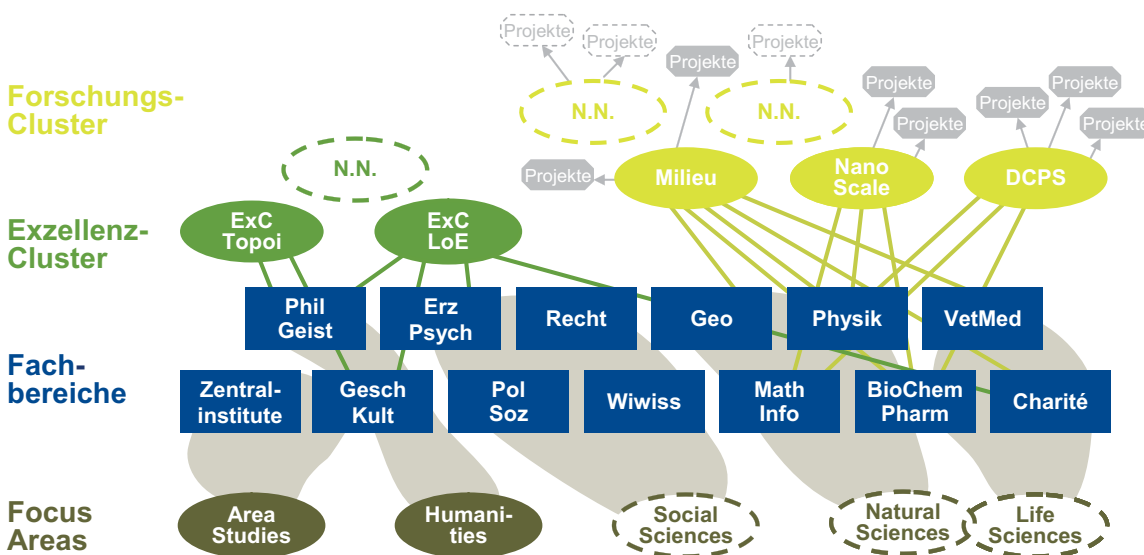 Projekte
Projekte
Projekte
Projekte
Forschungs-
Cluster
N.N.
N.N.
Projekte
Projekte
Projekte
Projekte
Projekte
N.N.
Projekte
Milieu
Nano
Scale
DCPS
Exzellenz-
Cluster
ExC
Topoi
ExC
LoE
Phil
Geist
Erz
Psych
Recht
Geo
Physik
VetMed
Fach-
bereiche
Zentral-
institute
Gesch
Kult
Pol
Soz
Wiwiss
Math
Info
BioChem
Pharm
Charité
Focus
Areas
Area
Studies
Humani-
ties
Social
Sciences
Natural
Sciences
Life
Sciences